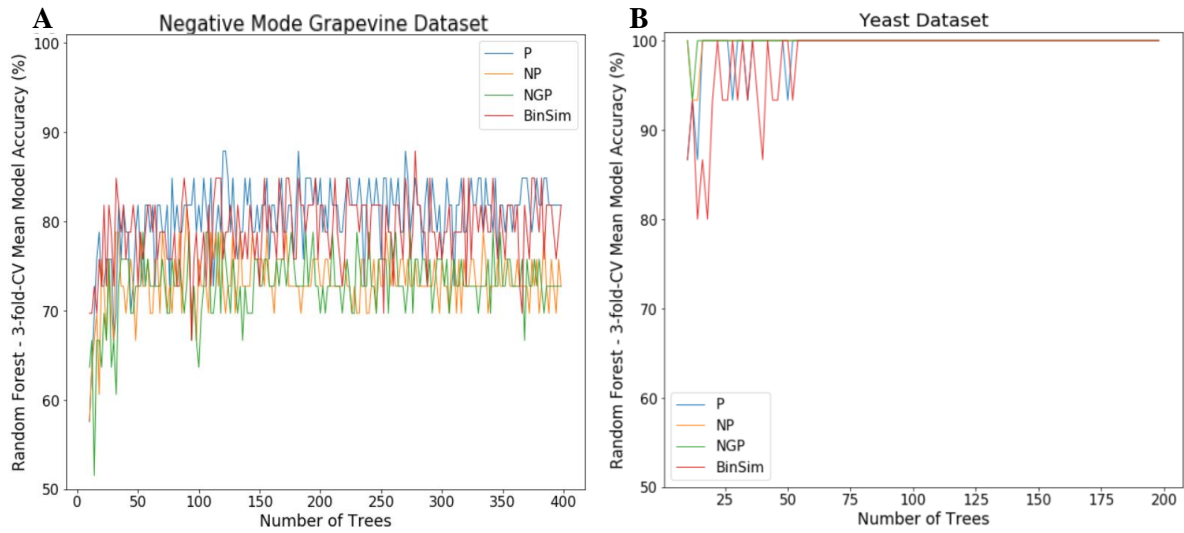 A
Negative Mode Grapevine Dataset
Random Forest - 3-fold-CV Mean Model Accuracy (%)
100
90
80
70
60
50
P
NP
NGP
BinSim
0
50
100
150
200
250
300
350
400
Number of Trees
B
Yeast Dataset
Random Forest - 3-fold-CV Mean Model Accuracy (%)
100
90
80
70
60
50
P
NP
NGP
BinSim
25
50
75
100
125
150
175
200
Number of Trees